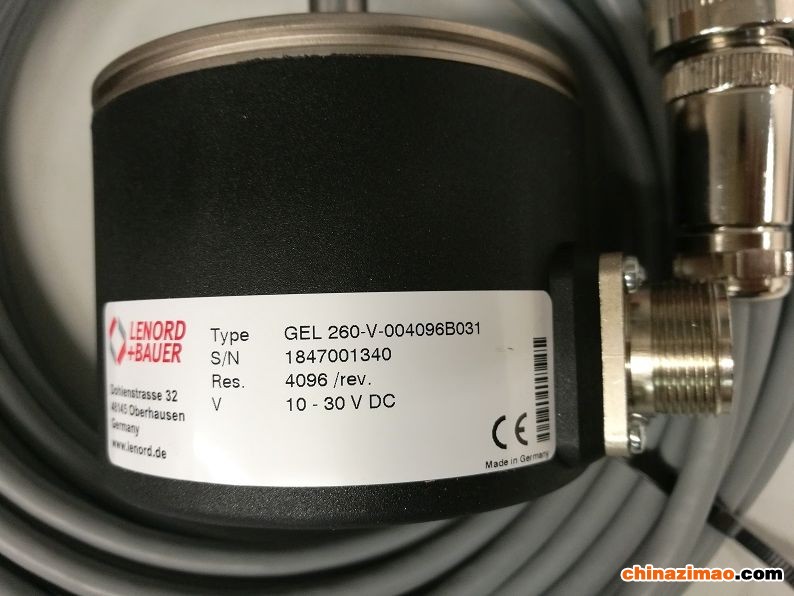 LENORD
+BAUER
Dohlenstrasse 32
46145 Oberhausen
Germany
www.lenord.de
Type GEL 260-V-004096B031
S/N 1847001340
Res. 4096 /rev.
V 10 - 30 V DC
CE
Made in Germany
chinazimao.com